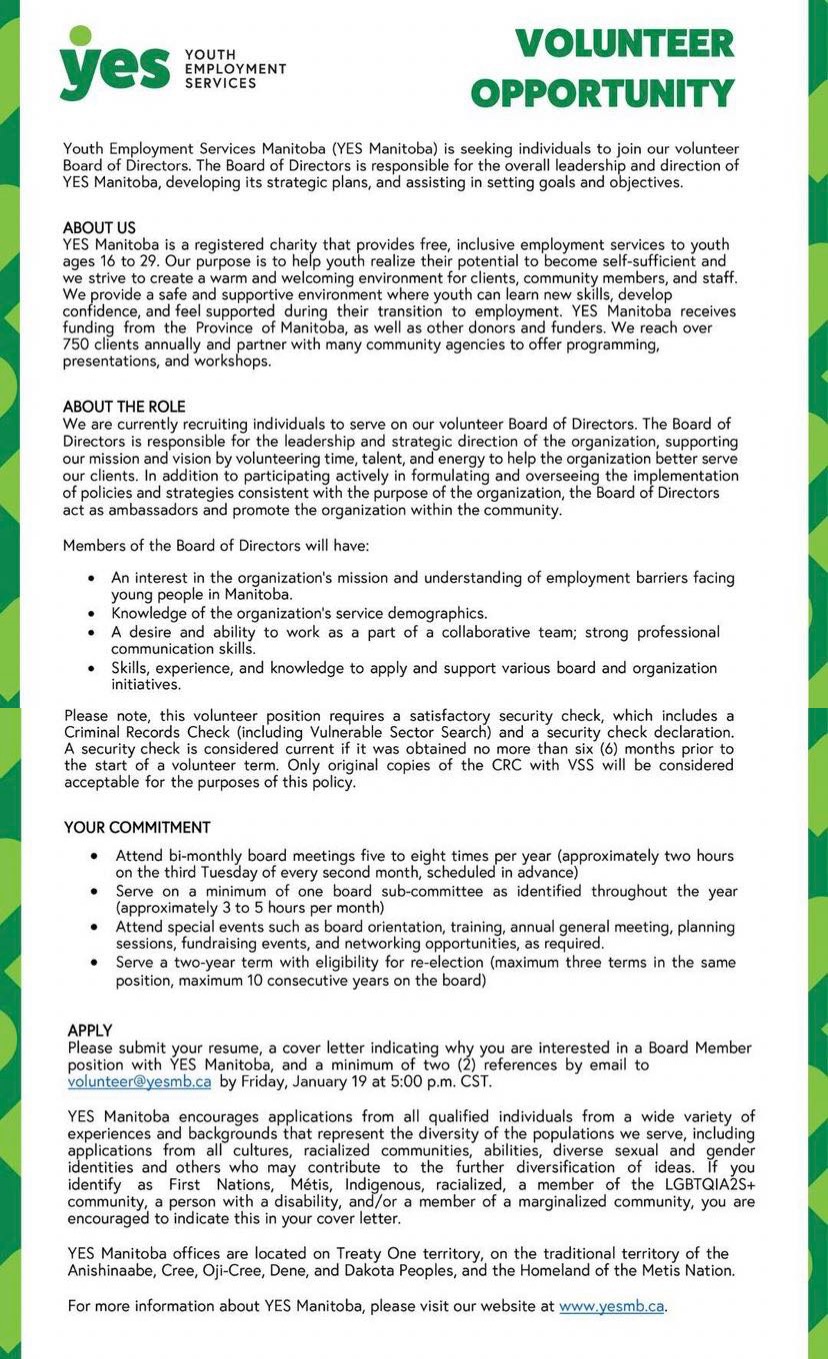 yes YOUTH
EMPLOYMENT
SERVICES
VOLUNTEER
OPPORTUNITY
Youth Employment Services Manitoba (YES Manitoba) is seeking individuals to join our volunteer
Board of Directors. The Board of Directors is responsible for the overall leadership and direction of
YES Manitoba, developing its strategic plans, and assisting in setting goals and objectives.
ABOUT US
YES Manitoba is a registered charity that provides free, inclusive employment services to youth
ages 16 to 29. Our purpose is to help youth realize their potential to become self-sufficient and
we strive to create a warm and welcoming environment for clients, community members, and staff.
We provide a safe and supportive environment where youth can learn new skills, develop
confidence, and feel supported during their transition to employment. YES Manitoba receives
funding from the Province of Manitoba, as well as other donors and funders. We reach over
750 clients annually and partner with many community agencies to offer programming,
presentations, and workshops.
ABOUT THE ROLE
We are currently recruiting individuals to serve on our volunteer Board of Directors. The Board of
Directors is responsible for the leadership and strategic direction of the organization, supporting
our mission and vision by volunteering time, talent, and energy to help the organization better serve
our clients. In addition to participating actively in formulating and overseeing the implementation
of policies and strategies consistent with the purpose of the organization, the Board of Directors
act as ambassadors and promote the organization within the community.
Members of the Board of Directors will have:
• An interest in the organization's mission and understanding of employment barriers facing
young people in Manitoba.
• Knowledge of the organization's service demographics.
• A desire and ability to work as a part of a collaborative team; strong professional
communication skills.
• Skills, experience, and knowledge to apply and support various board and organization
initiatives.
Please note, this volunteer position requires a satisfactory security check, which includes a
Criminal Records Check (including Vulnerable Sector Search) and a security check declaration.
A security check is considered current if it was obtained no more than six (6) months prior to
the start of a volunteer term. Only original copies of the CRC with VSS will be considered
acceptable for the purposes of this policy.
YOUR COMMITMENT
• Attend bi-monthly board meetings five to eight times per year (approximately two hours
on the third Tuesday of every second month, scheduled in advance)
• Serve on a minimum of one board sub-committee as identified throughout the year
(approximately 3 to 5 hours per month)
• Attend special events such as board orientation, training, annual general meeting, planning
sessions, fundraising events, and networking opportunities, as required.
• Serve a two-year term with eligibility for re-election (maximum three terms in the same
position, maximum 10 consecutive years on the board)
APPLY
Please submit your resume, a cover letter indicating why you are interested in a Board Member
position with YES Manitoba, and a minimum of two (2) references by email to
volunteer@yesmb.ca by Friday, January 19 at 5:00 p.m. CST.
YES Manitoba encourages applications from all qualified individuals from a wide variety of
experiences and backgrounds that represent the diversity of the populations we serve, including
applications from all cultures, racialized communities, abilities, diverse sexual and gender
identities and others who may contribute to the further diversification of ideas. If you
identify as First Nations, Métis, Indigenous, racialized, a member of the LGBTQIA2S+
community, a person with a disability, and/or a member of a marginalized community, you are
encouraged to indicate this in your cover letter.
YES Manitoba offices are located on Treaty One territory, on the traditional territory of the
Anishinaabe, Cree, Oji-Cree, Dene, and Dakota Peoples, and the Homeland of the Metis Nation.
For more information about YES Manitoba, please visit our website at www.yesmb.ca.